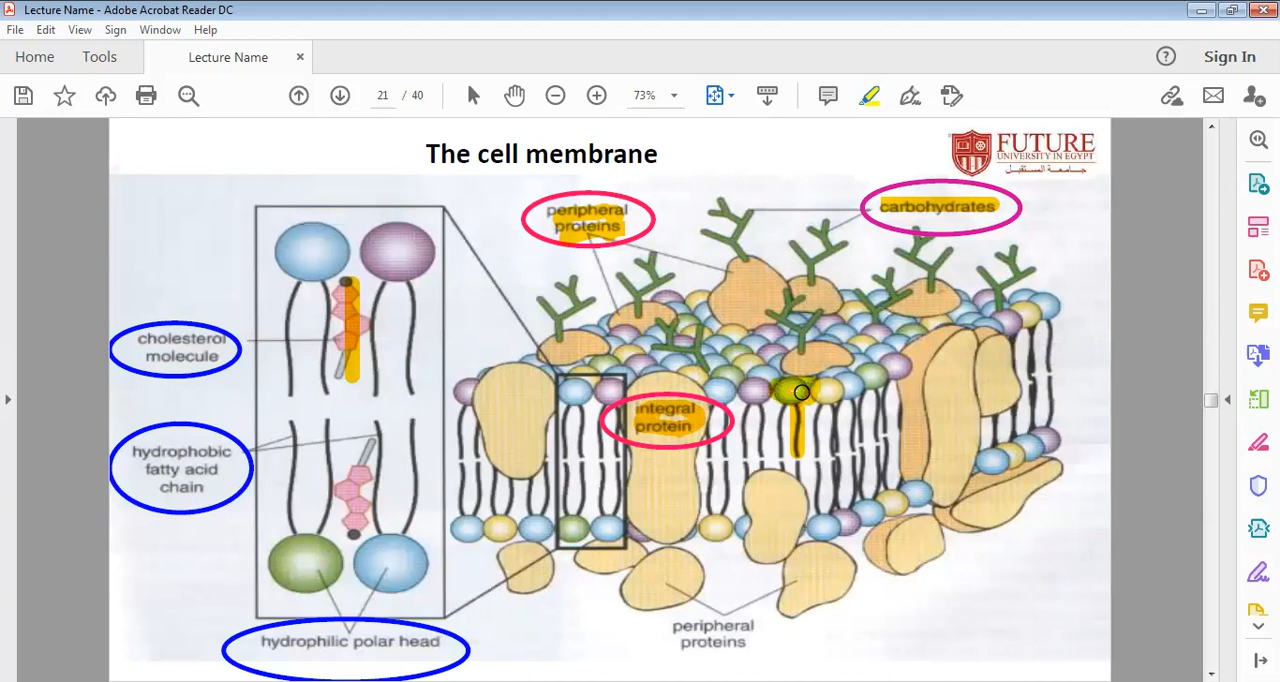 Lecture Name - Adobe Acrobat Reader DC
File Edit View Sign Window Help
Home Tools Lecture Name × ? Sign In
21 / 40 73%
The cell membrane
FUTURE
UNIVERSITY IN EGYPT
جامعة المستقبل
peripheral
proteins
carbohydrates
cholesterol
molecule
integral
protein
hydrophobic
fatty acid
chain
hydrophilic polar head
peripheral
proteins